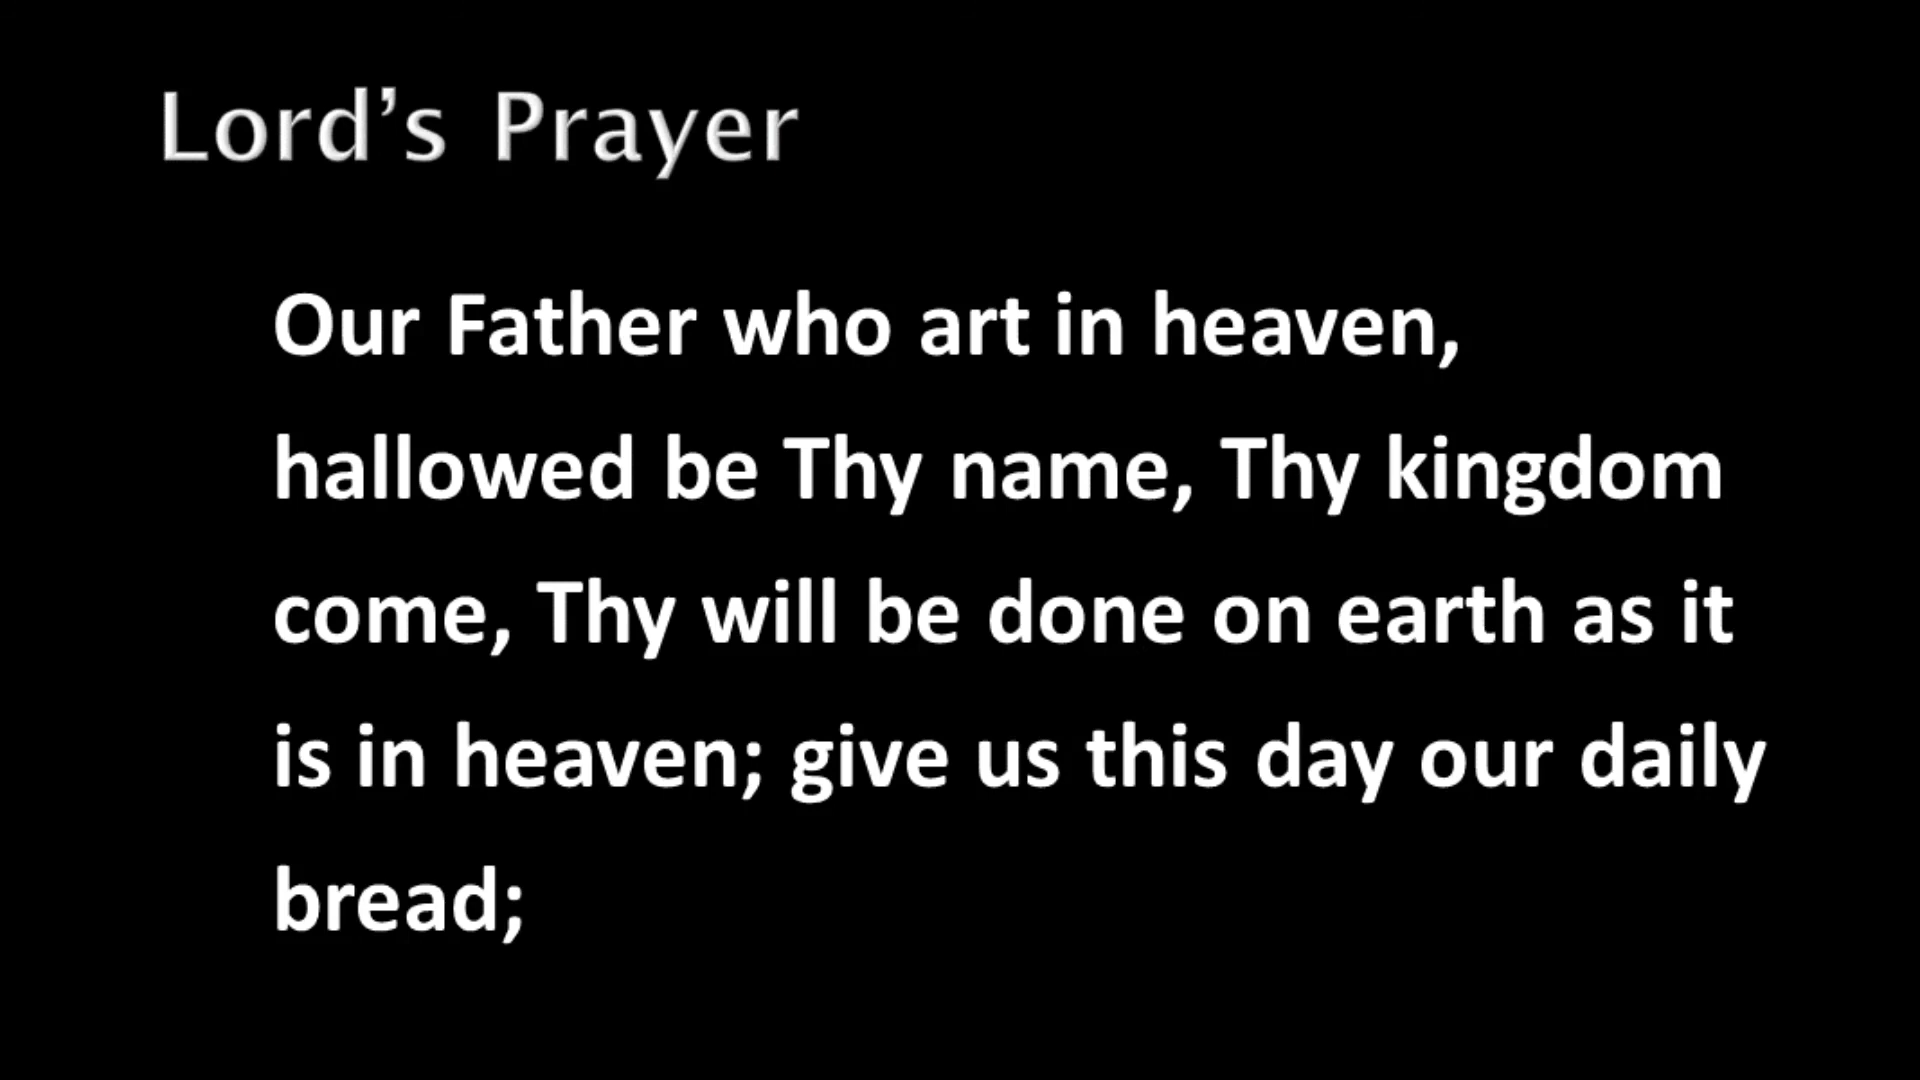 Lord’s Prayer
Our Father who art in heaven,
hallowed be Thy name, Thy kingdom
come, Thy will be done on earth as it
is in heaven; give us this day our daily
bread;